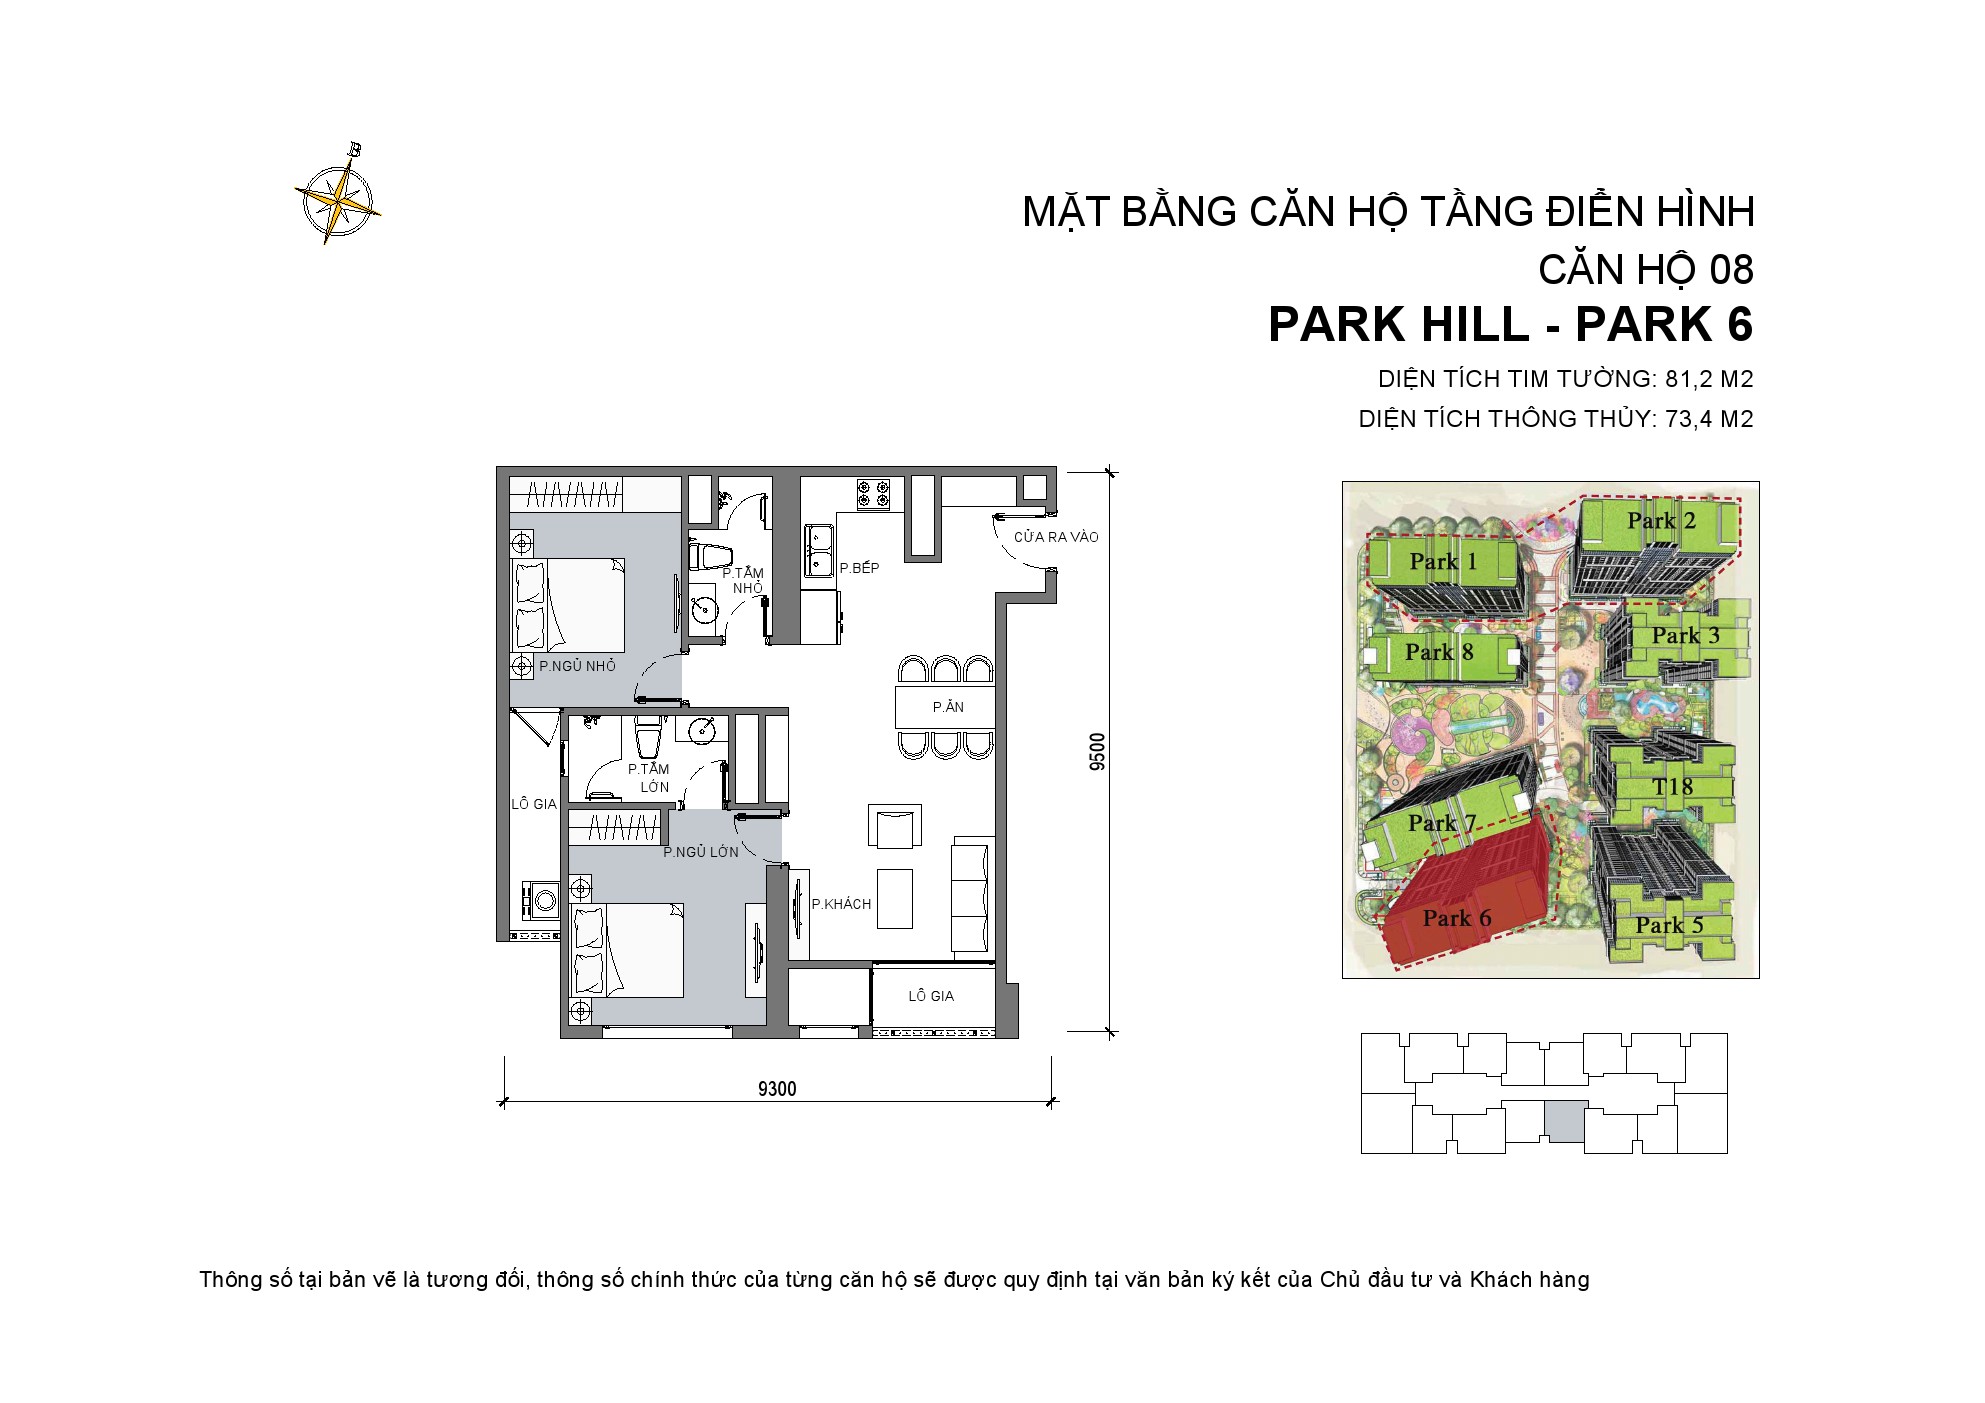 B
MẶT BẰNG CĂN HỘ TẦNG ĐIỂN HÌNH
CĂN HỘ 08
PARK HILL - PARK 6
DIỆN TÍCH TIM TƯỜNG: 81,2 M2
DIỆN TÍCH THÔNG THỦY: 73,4 M2
CỬA RA VÀO
P.BẾP
P.TẮM
NHỎ
P.NGỦ NHỎ
P.ĂN
P.TẮM
LỚN
LÔ GIA
P.NGỦ LỚN
P.KHÁCH
LÔ GIA
9500
9300
Park 2
Park 1
Park 3
Park 8
T18
Park 7
Park 6
Park 5
Thông số tại bản vẽ là tương đối, thông số chính thức của từng căn hộ sẽ được quy định tại văn bản ký kết của Chủ đầu tư và Khách hàng